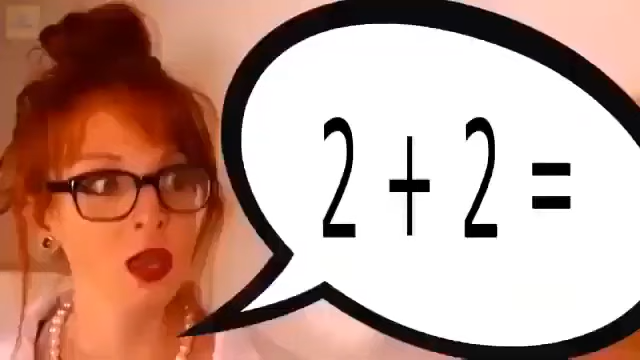 2 + 2 =